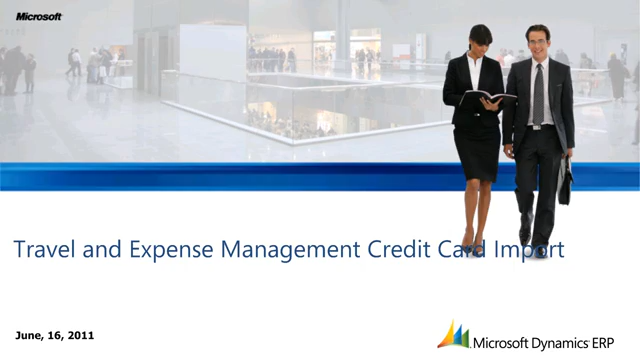 Microsoft
Travel and Expense Management Credit Card Import
June, 16, 2011
Microsoft Dynamics ERP